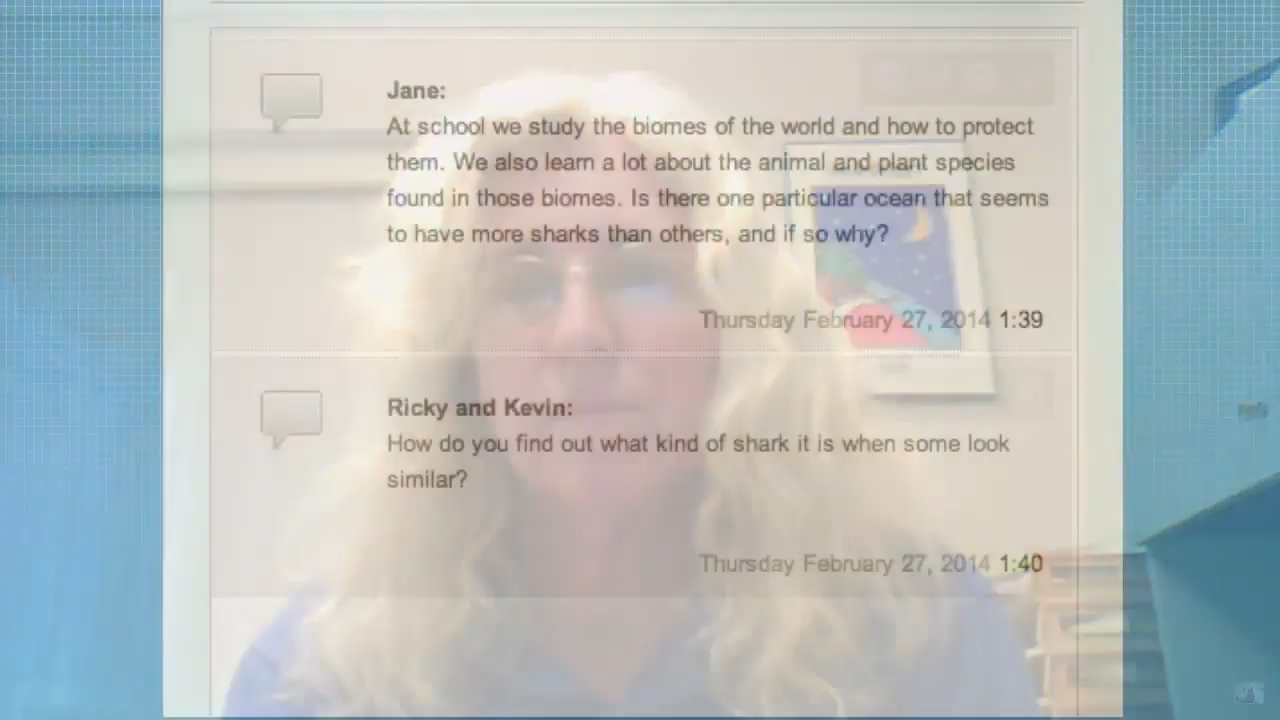 Jane:
At school we study the biomes of the world and how to protect
them. We also learn a lot about the animal and plant species
found in those biomes. Is there one particular ocean that seems
to have more sharks than others, and if so why?
Thursday February 27, 2014 1:39
Ricky and Kevin:
How do you find out what kind of shark it is when some look
similar?
Thursday February 27, 2014 1:40